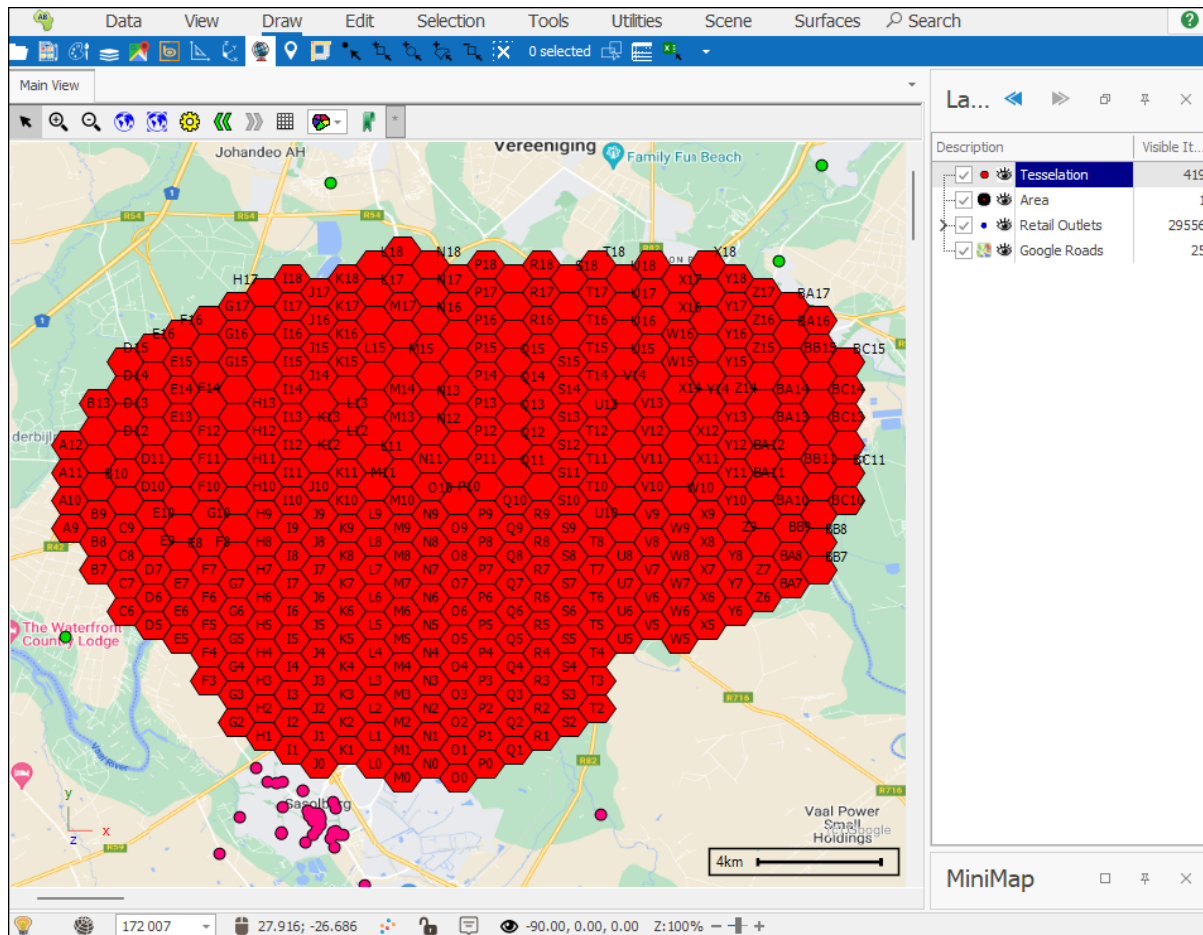 AB
Data View Draw Edit Selection Tools Utilities Scene Surfaces Search
0 selected
Main View
La...
Description Visible It...
Tesselation 419
Area 1
Retail Outlets 29556
Google Roads 25
Johandeo AH
Vereeniging
Family Fun Beach
1
R54 R54 R54
R82
L18 N18 T18 X18
P18 R18 S18 U18
H17 I18 K18 L17 N17 X17 Y18
J17 P17 R17 T17 U17 Z17 BA17
G17 I17 K17 M17 N16 X16 Y17
F16 J16 P16 R16 T16 U16 Z16 BA16
E16 G16 I16 K16 W16 Y16
D15 J15 L15 M15 P15 Q15 T15 U15 Z15 BB15 BC15
E15 G15 I15 K15 S15 W15 Y15
D14 J14 P14 Q14 T14 V14
E14 F14 I14 M14 N13 S14 X14 Y14 Z14 BA14 BC14
B13 D13 H13 L13 P13 Q13 V13
E13 I13 K13 M13 N12 S13 Y13 BA13 BC13
D12 F12 H12 L12 P12 Q12 T12 V12 X12
A12 I12 K12 L11 S12 Y12 BA12
D11 F11 H11 N11 P11 Q11 T11 V11 X11 BB11 BC11
A11 B10 I11 K11 M11 S11 Y11 BA11
D10 F10 H10 J10 O10 P10 T10 V10 W10
A10 I10 K10 M10 Q10 S10 Y10 BA10 BC10
B9 E10 G10 H9 J9 L9 N9 P9 R9 U10 V9 X9
A9 C9 I9 K9 M9 O9 Q9 S9 W9 Z9 BB9 BB8
B8 E9 E8 F8 H8 J8 L8 N8 P8 R8 T8 V8 X8
C8 I8 K8 M8 O8 Q8 S8 U8 W8 Y8 BA8 BB7
B7 D7 F7 H7 J7 L7 N7 P7 R7 T7 V7 X7 Z7
C7 E7 G7 I7 K7 M7 O7 Q7 S7 U7 W7 Y7 BA7
D6 F6 H6 J6 L6 N6 P6 R6 T6 V6 X6 Z6
C6 E6 G6 I6 K6 M6 O6 Q6 S6 U6 W6 Y6
D5 F5 H5 J5 L5 N5 P5 R5 T5 V5 X5
E5 G5 I5 K5 M5 O5 Q5 S5 U5 W5
F4 H4 J4 L4 N4 P4 R4 T4
G4 I4 K4 M4 O4 Q4 S4
F3 H3 J3 L3 N3 P3 R3 T3
G3 I3 K3 M3 O3 Q3 S3
H2 J2 L2 N2 P2 R2 T2
G2 I2 K2 M2 O2 Q2 S2
H1 J1 L1 N1 P1 R1
I1 K1 M1 O1 Q1
J0 L0 N0 P0
M0 O0
R42
The Waterfront
Country Lodge
R716
Vaal River
R82
R716
Sasolburg
Vaal Power
Small
Holdings
Google
R59
y
x
z
4km
MiniMap
172 007 27.916; -26.686 -90.00, 0.00, 0.00 Z:100%